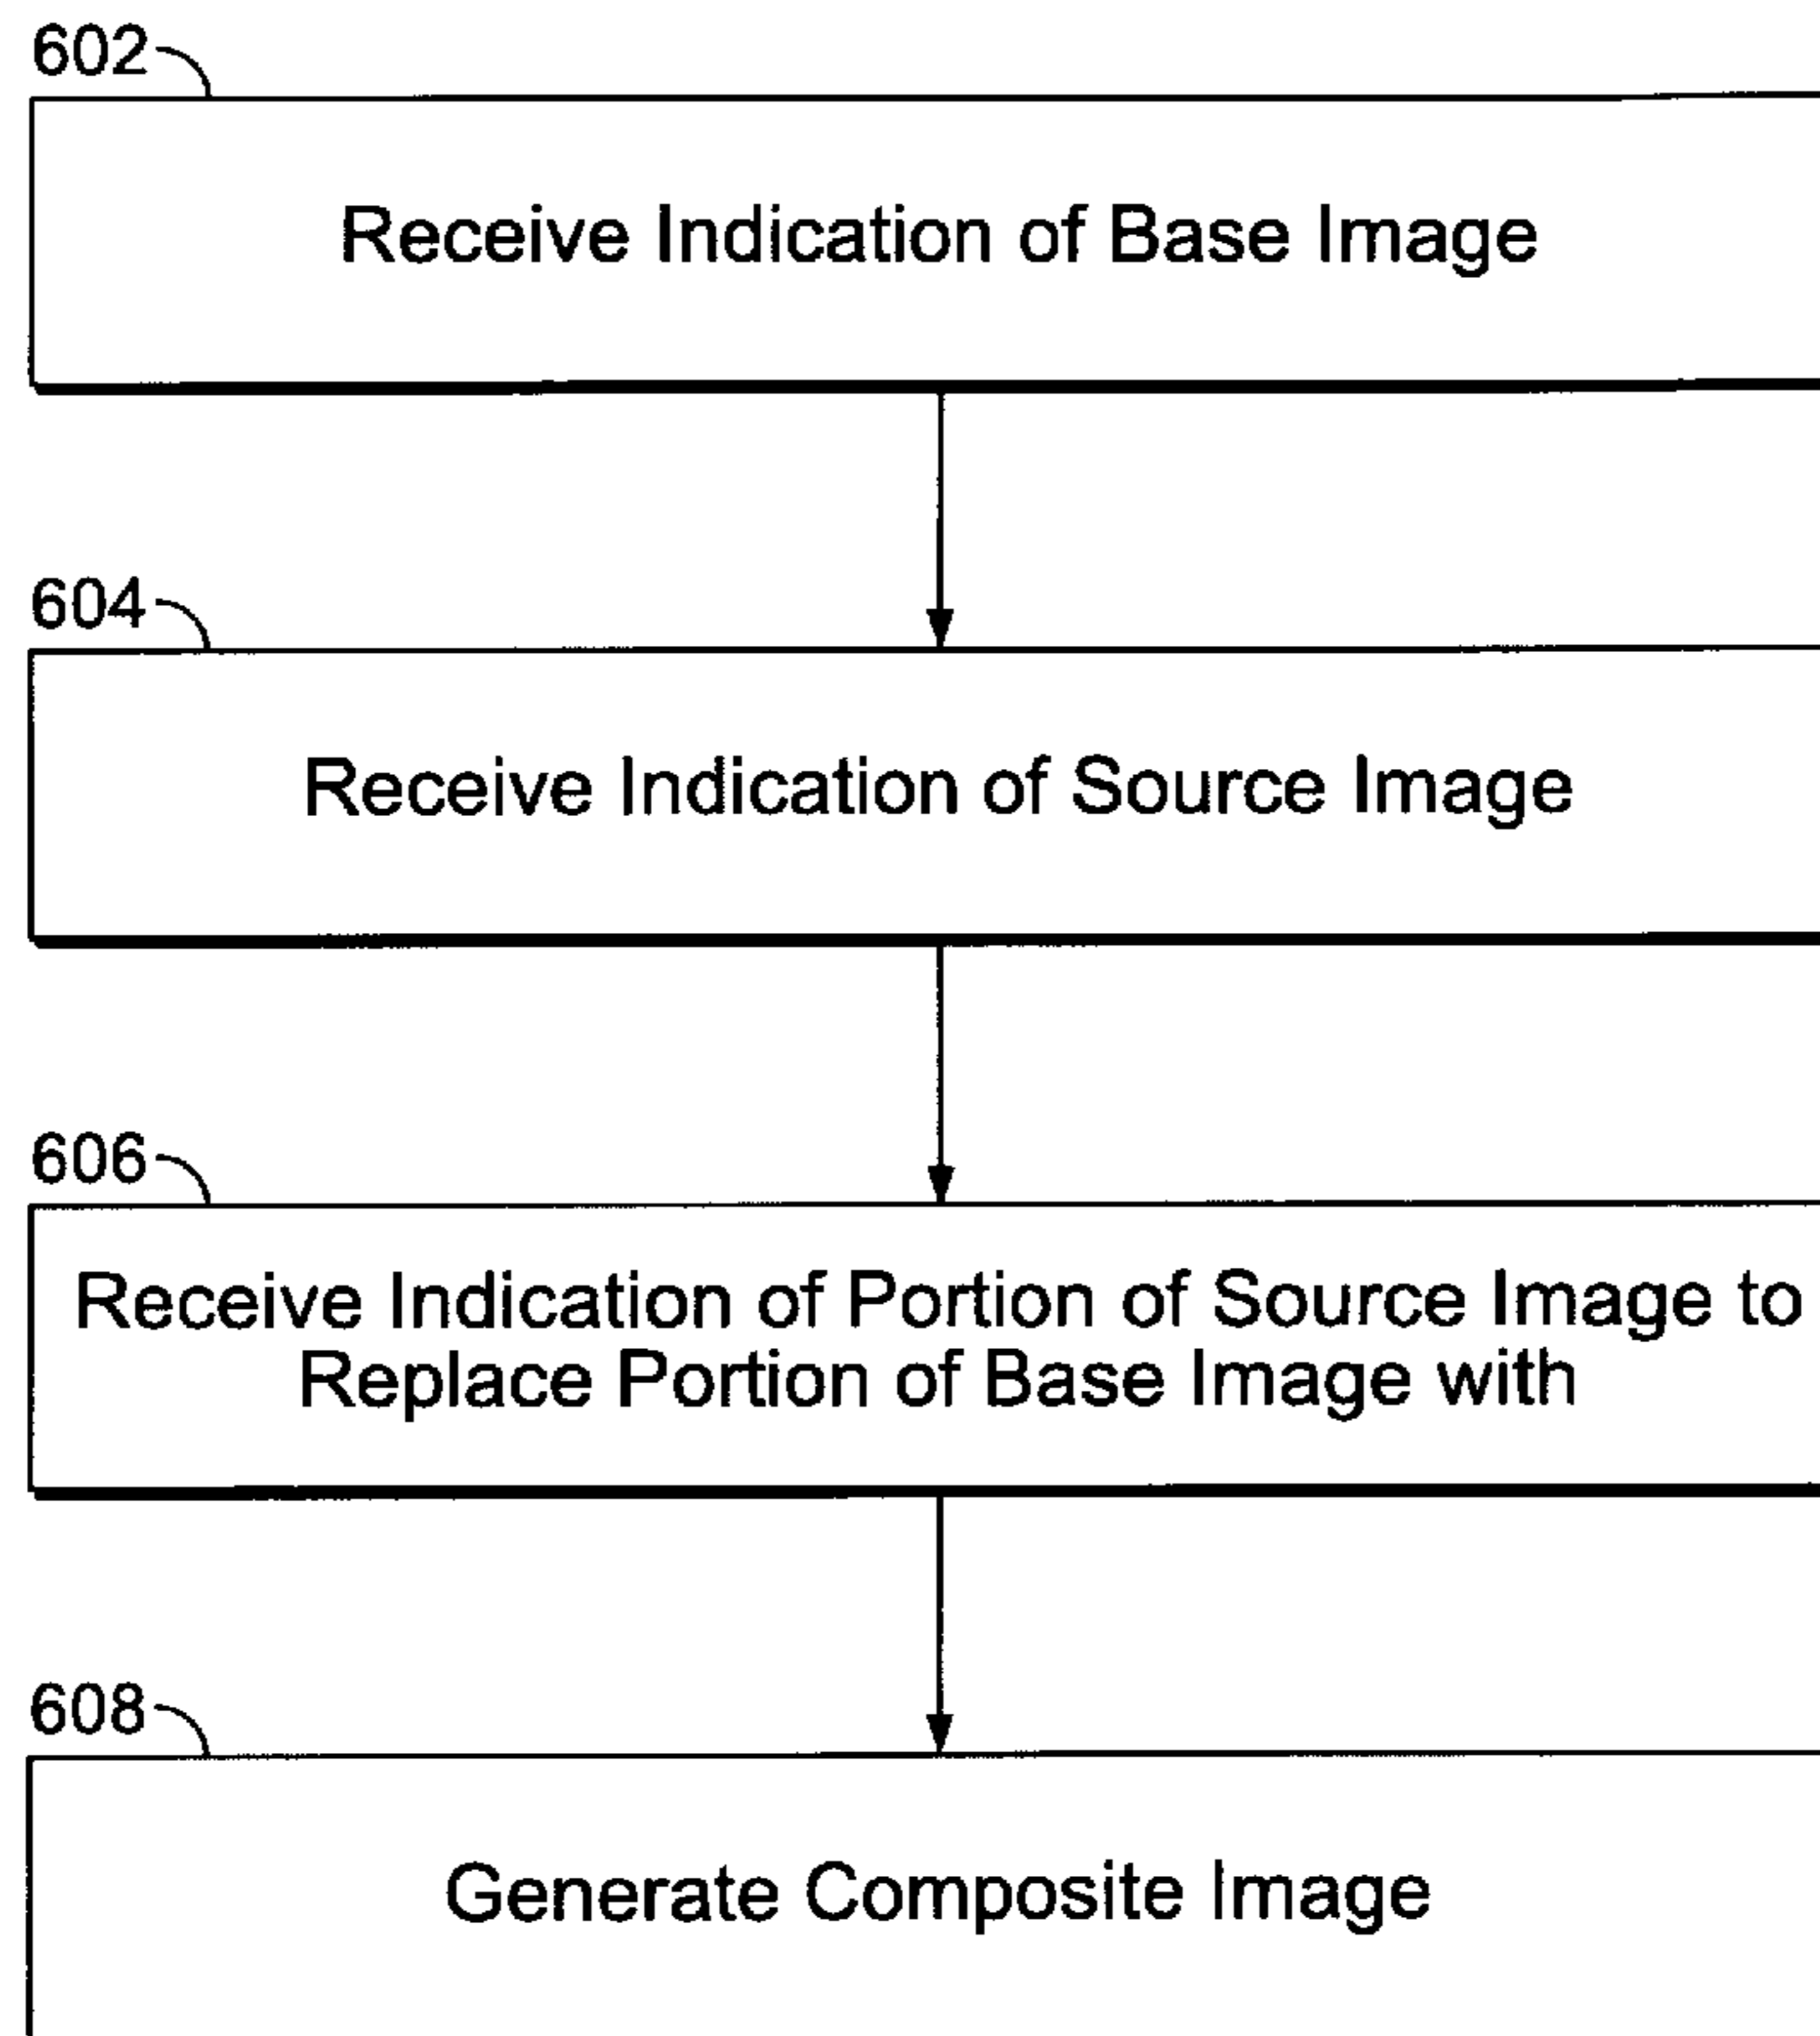 602
Receive Indication of Base Image
604
Receive Indication of Source Image
606
Receive Indication of Portion of Source Image to
Replace Portion of Base Image with
608
Generate Composite Image